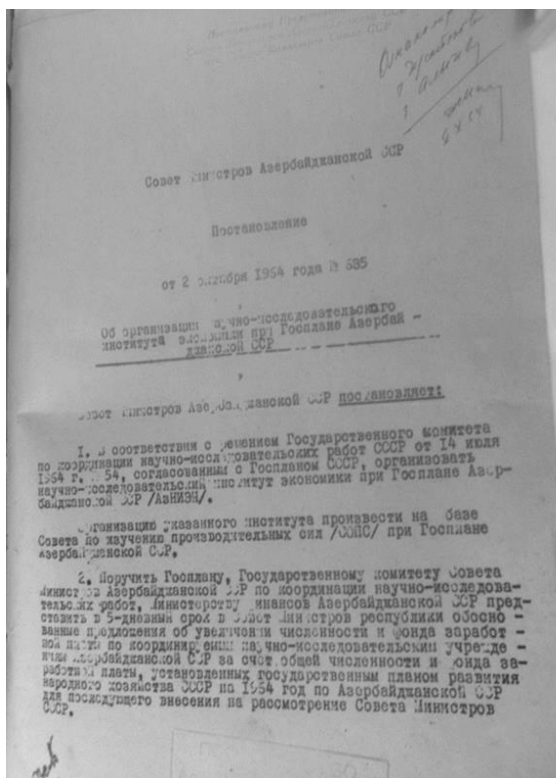 Совет Министров Азербайджанской ССР
Постановление
от 2 октября 1964 года № 685
Об организации научно-исследовательского
института экономики при Госплане Азербай -
джанской ССР
Совет Министров Азербайджанской ССР постановляет:
I. В соответствии с решением Государственного комитета
по координации научно-исследовательских работ СССР от 14 июля
1964 г. № 54, согласованным с Госпланом СССР, организовать
научно-исследовательский институт экономики при Госплане Азер-
байджанской ССР /АзНИЭИ/.
Организацию указанного института произвести на базе
Совета по изучению производительных сил /СОПС/ при Госплане
Азербайджанской ССР.
2. Поручить Госплану, Государственному комитету Совета
Министров Азербайджанской ССР по координации научно-исследова-
тельских работ, Министерству финансов Азербайджанской ССР пред-
ставить в 5-дневный срок в Совет Министров республики обосно -
ванные предложения об увеличении численности и фонда заработ -
ной платы по координируемым научно-исследовательским учрежде -
ниям Азербайджанской ССР за счет общей численности и фонда за-
работной платы, установленных государственным планом развития
народного хозяйства СССР на 1964 год по Азербайджанской ССР
для последующего внесения на рассмотрение Совета Министров
СССР.